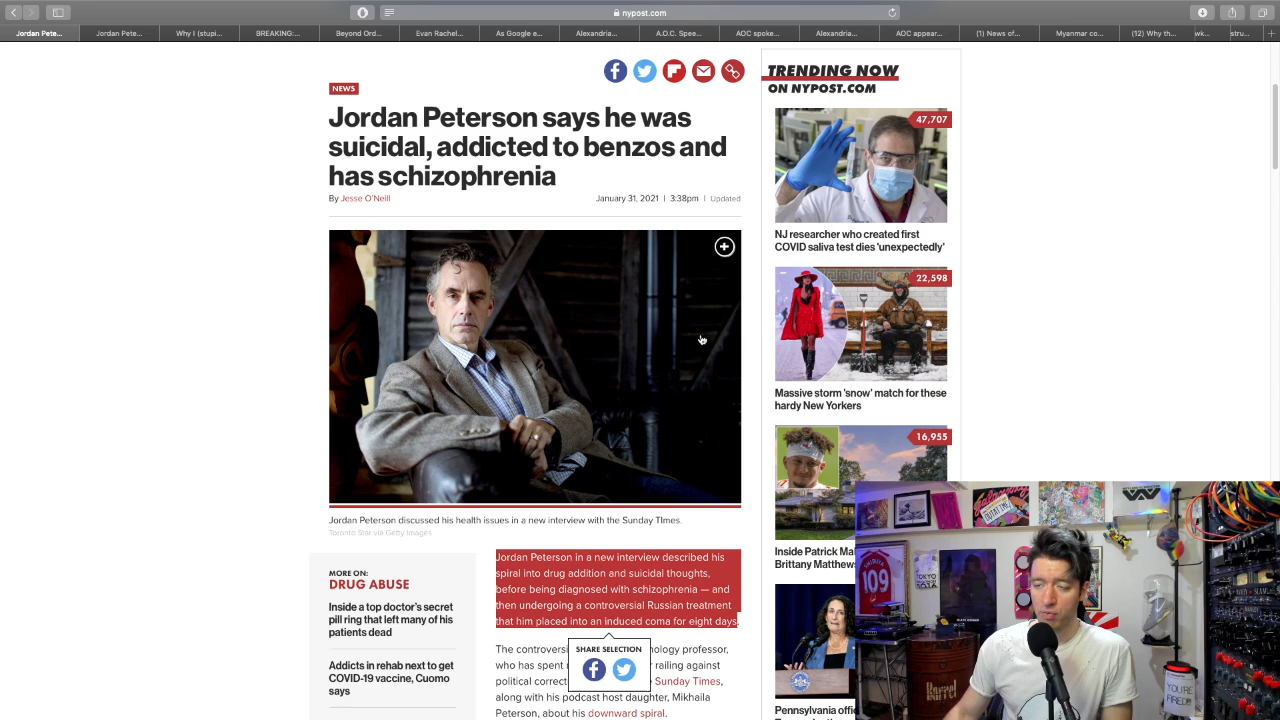 nypost.com
Jordan Pete...
Jordan Pete...
Why I (stupi...
BREAKING:...
Beyond Ord...
Evan Rachel...
As Google e...
Alexandria...
A.O.C. Spee...
AOC spoke...
Alexandria...
AOC appear...
(1) News of...
Myanmar co...
(12) Why th...
wk...
stru...
NEWS
Jordan Peterson says he was
suicidal, addicted to benzos and
has schizophrenia
By Jesse O'Neill
January 31, 2021 | 3:38pm | Updated
Jordan Peterson discussed his health issues in a new interview with the Sunday TImes.
Toronto Star via Getty Images
MORE ON:
DRUG ABUSE
Inside a top doctor's secret
pill ring that left many of his
patients dead
Addicts in rehab next to get
COVID-19 vaccine, Cuomo
says
Jordan Peterson in a new interview described his
spiral into drug addition and suicidal thoughts,
before being diagnosed with schizophrenia — and
then undergoing a controversial Russian treatment
that him placed into an induced coma for eight days.
SHARE SELECTION
The controversi nology professor,
who has spent r railing against
political correct Sunday Times,
along with his podcast host daughter, Mikhaila
Peterson, about his downward spiral.
TRENDING NOW
ON NYPOST.COM
47,707
NJ researcher who created first
COVID saliva test dies 'unexpectedly'
22,598
Massive storm 'snow' match for these
hardy New Yorkers
16,955
Inside Patrick Ma
Brittany Matthews
Pennsylvania offic
109
TOKYO
YOU'RE
FIRED